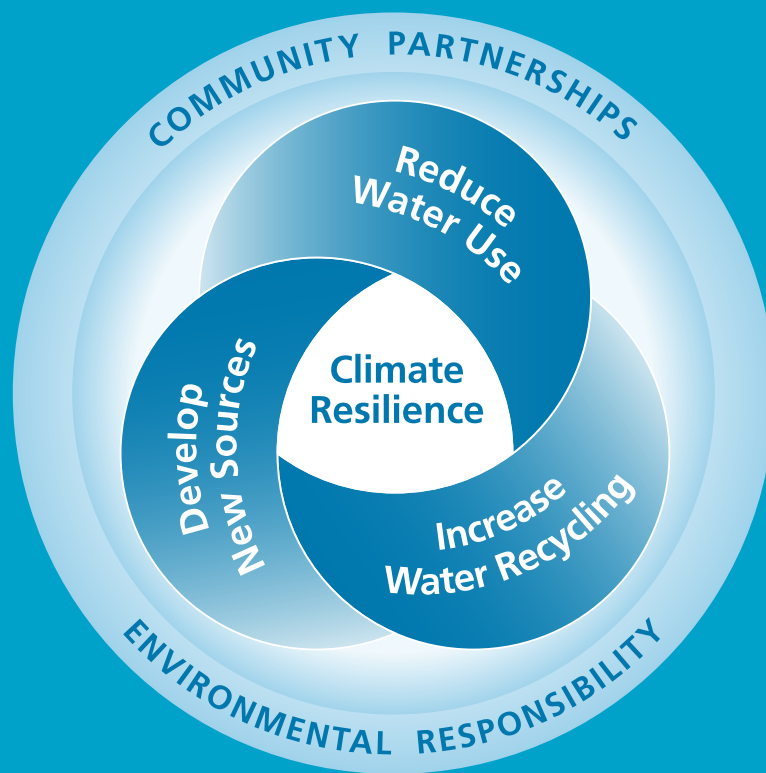 COMMUNITY PARTNERSHIPS
Reduce
Water Use
Climate
Resilience
Develop
New Sources
Increase
Water Recycling
ENVIRONMENTAL RESPONSIBILITY